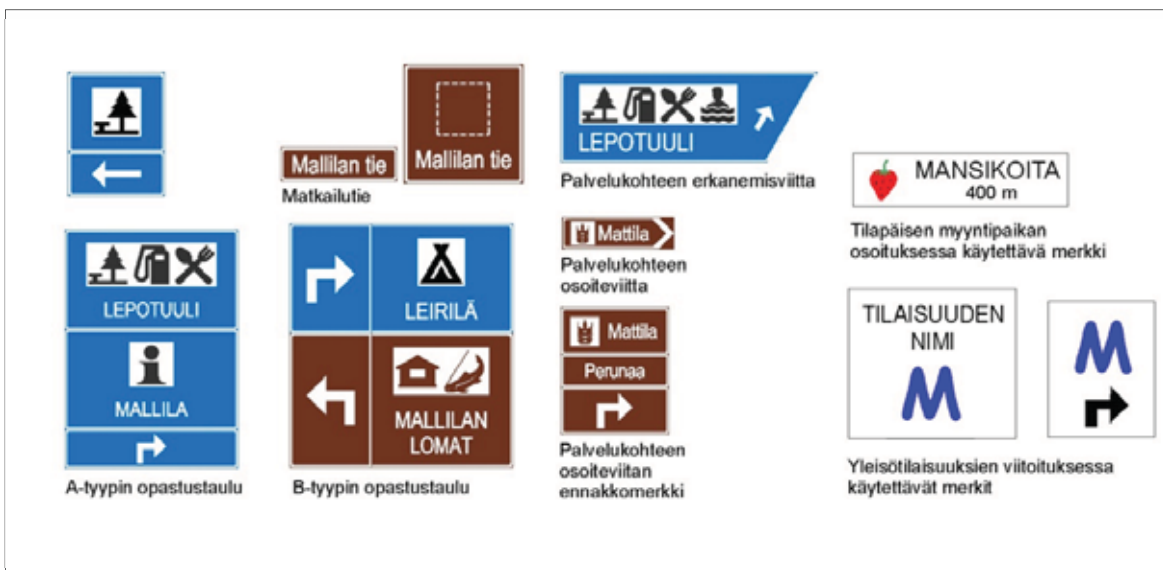 LEPOTUULI
MALLILA
A-tyypin opastustaulu
Mallilan tie
Mallilan tie
Matkailutie
LEIRILÄ
MALLILAN
LOMAT
B-tyypin opastustaulu
LEPOTUULI
Palvelukohteen erkanemisviitta
Mattila
Palvelukohteen
osoiteviitta
Mattila
Perunaa
Palvelukohteen
osoiteviitan
ennakkomerkki
MANSIKOITA
400 m
Tilapäisen myyntipaikan
osoituksessa käytettävä merkki
TILAISUUDEN
NIMI
M
M
Yleisötilaisuuksien viitoituksessa
käytettävät merkit